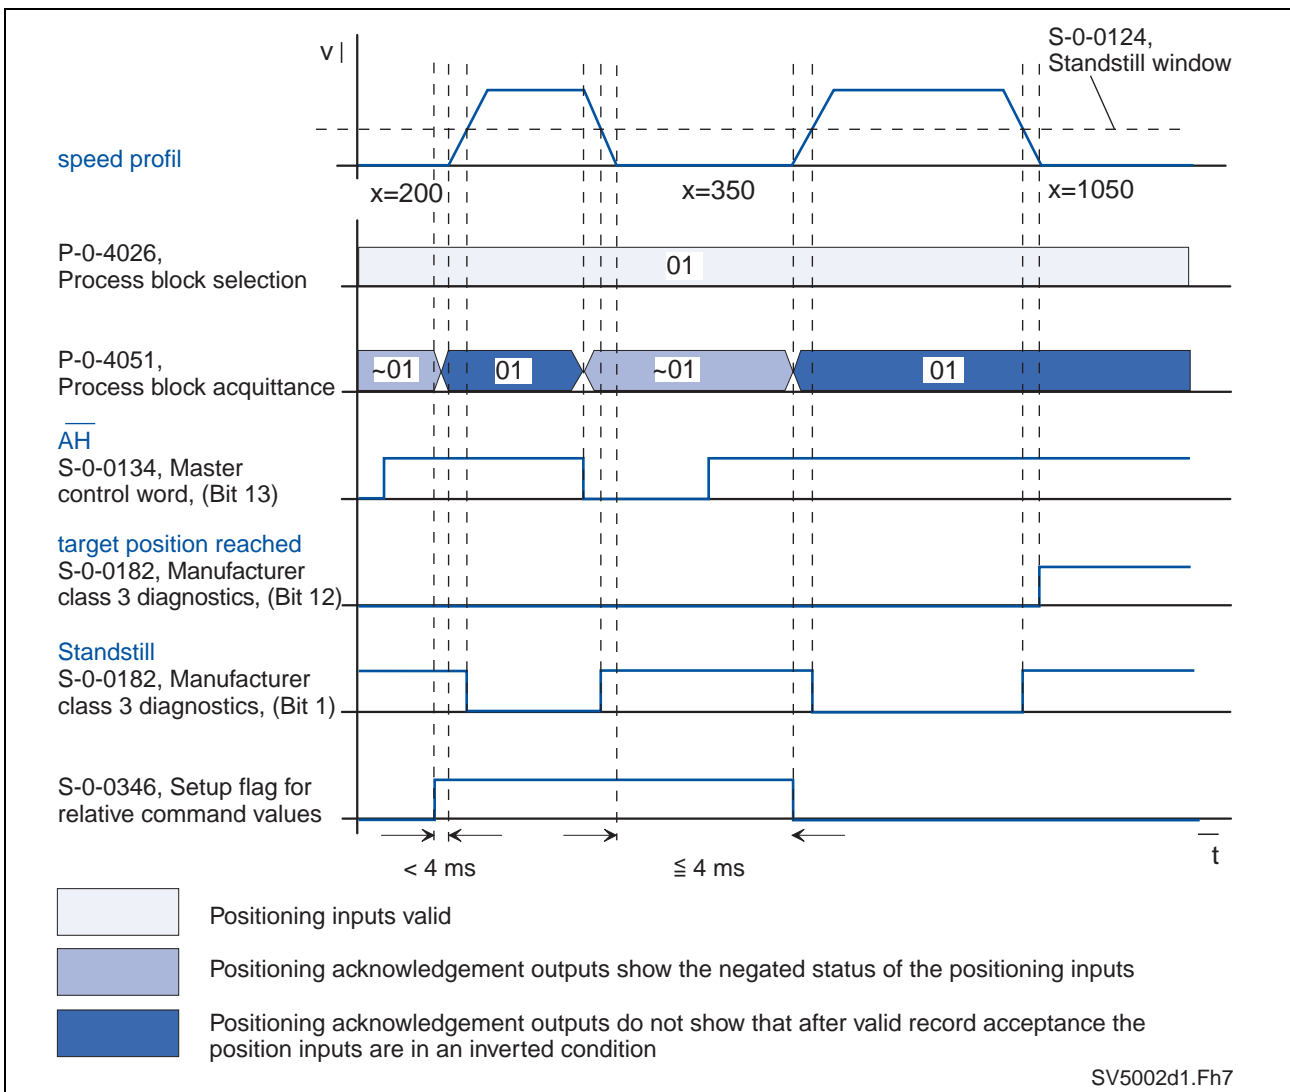 v
S-0-0124,
Standstill window
speed profil
x=200
x=350
x=1050
P-0-4026,
Process block selection
01
P-0-4051,
Process block acquittance
~01
01
~01
01
AH
S-0-0134, Master
control word, (Bit 13)
target position reached
S-0-0182, Manufacturer
class 3 diagnostics, (Bit 12)
Standstill
S-0-0182, Manufacturer
class 3 diagnostics, (Bit 1)
S-0-0346, Setup flag for
relative command values
t
< 4 ms
≦ 4 ms
Positioning inputs valid
Positioning acknowledgement outputs show the negated status of the positioning inputs
Positioning acknowledgement outputs do not show that after valid record acceptance the
position inputs are in an inverted condition
SV5002d1.Fh7